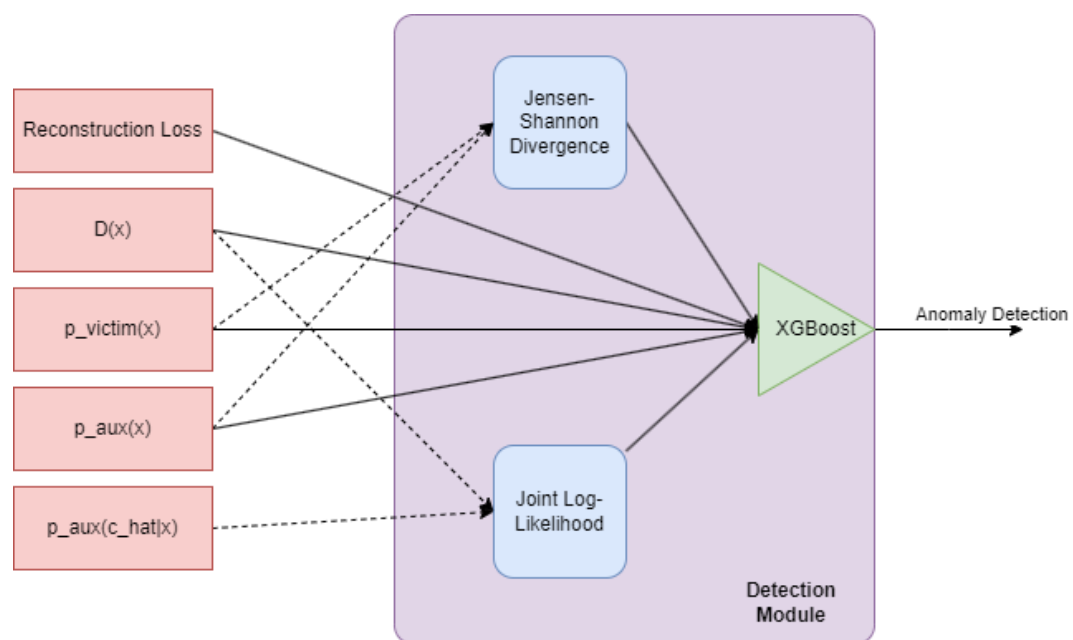 Reconstruction Loss
D(x)
p_victim(x)
p_aux(x)
p_aux(c_hat|x)
Jensen-
Shannon
Divergence
Joint Log-
Likelihood
XGBoost
Anomaly Detection
Detection
Module